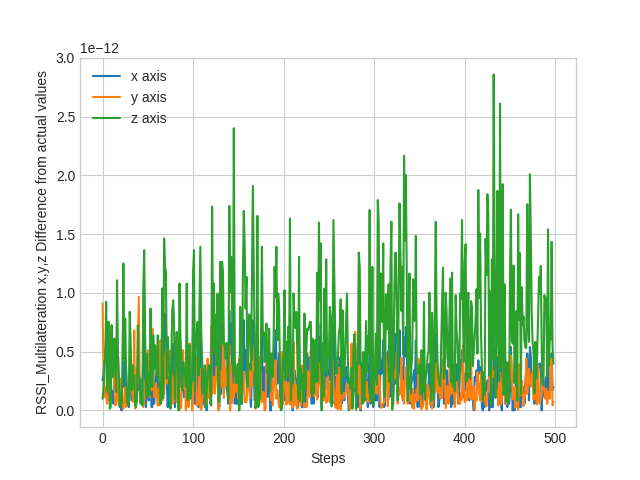 1e−12
3.0
2.5
2.0
1.5
1.0
0.5
0.0
RSSI_Multilateration x,y,z Difference from actual values
x axis
y axis
z axis
0
100
200
300
400
500
Steps